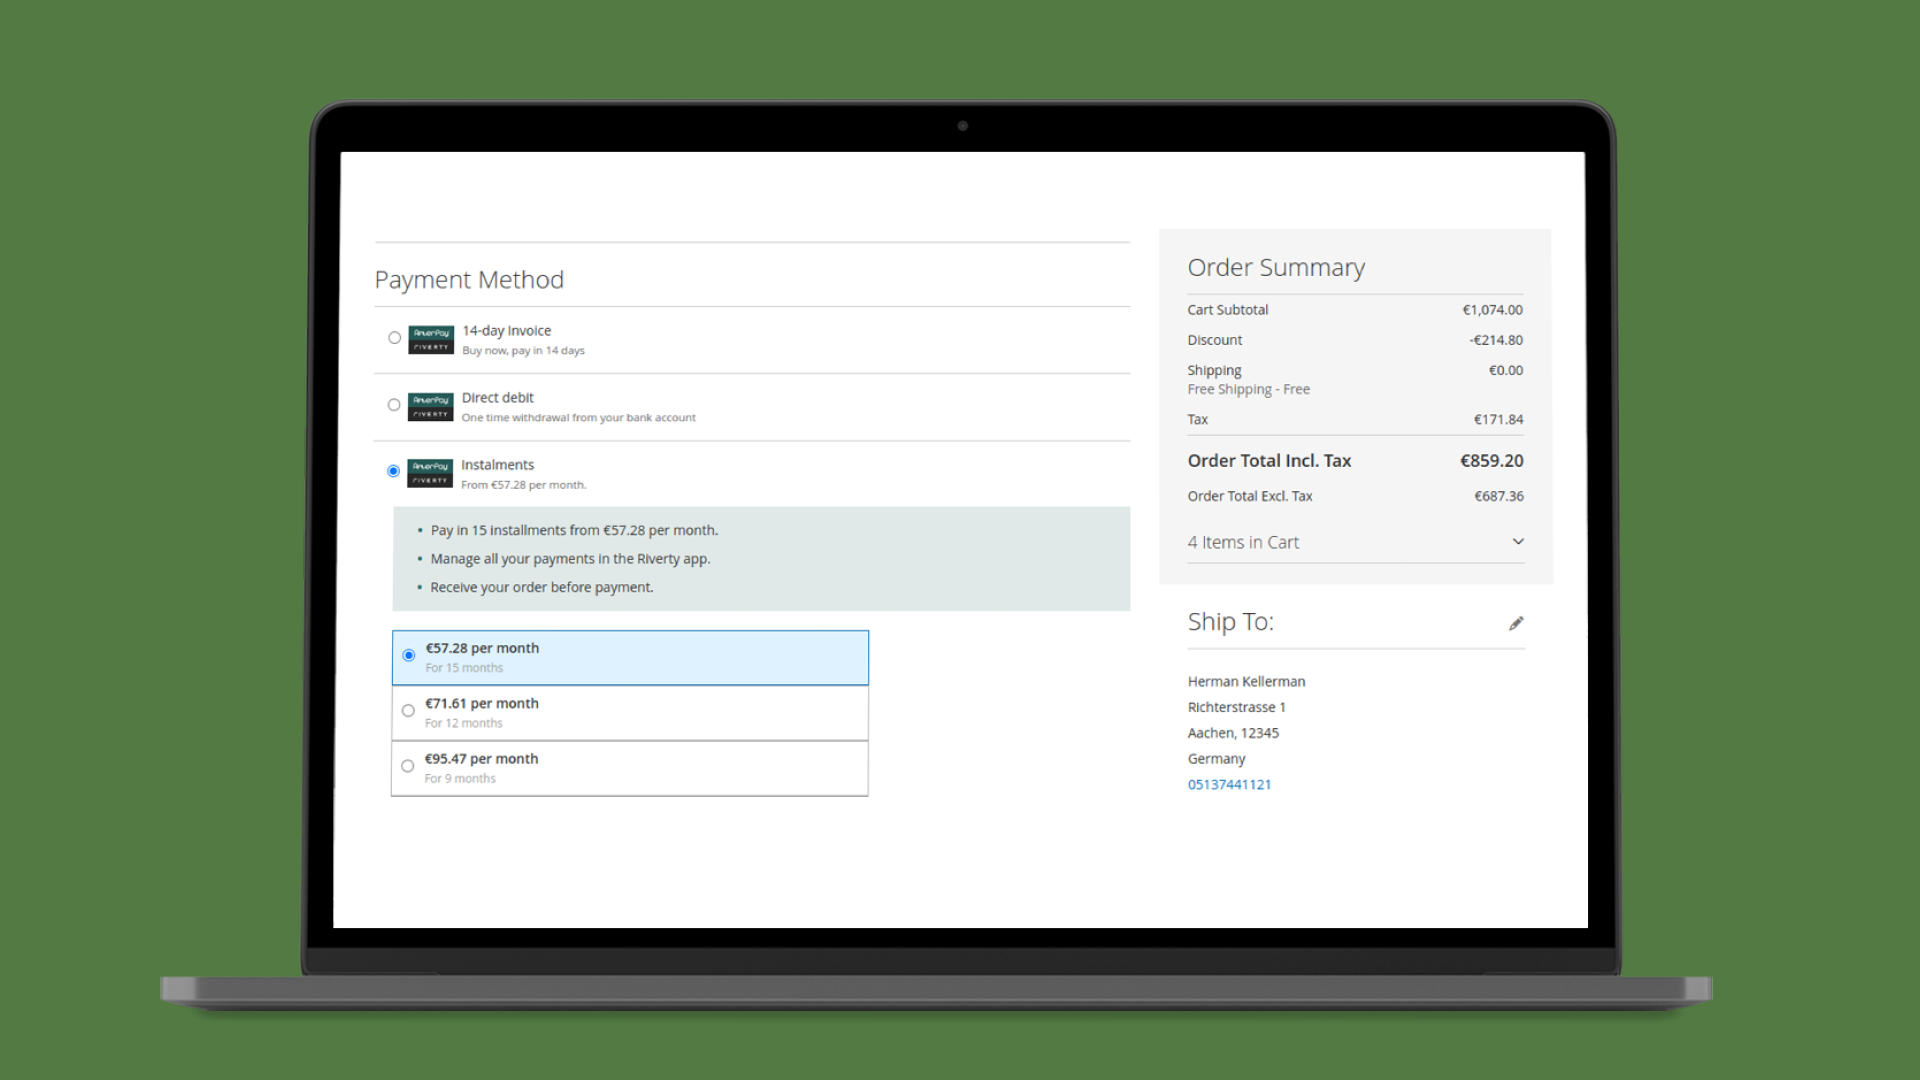 Payment Method
AfterPay
RIVERTY
14-day Invoice
Buy now, pay in 14 days
AfterPay
RIVERTY
Direct debit
One time withdrawal from your bank account
AfterPay
RIVERTY
Instalments
From €57.28 per month.
• Pay in 15 installments from €57.28 per month.
• Manage all your payments in the Riverty app.
• Receive your order before payment.
€57.28 per month
For 15 months
€71.61 per month
For 12 months
€95.47 per month
For 9 months
Order Summary
Cart Subtotal €1,074.00
Discount -€214.80
Shipping €0.00
Free Shipping - Free
Tax €171.84
Order Total Incl. Tax €859.20
Order Total Excl. Tax €687.36
4 Items in Cart
Ship To:
Herman Kellerman
Richterstrasse 1
Aachen, 12345
Germany
05137441121